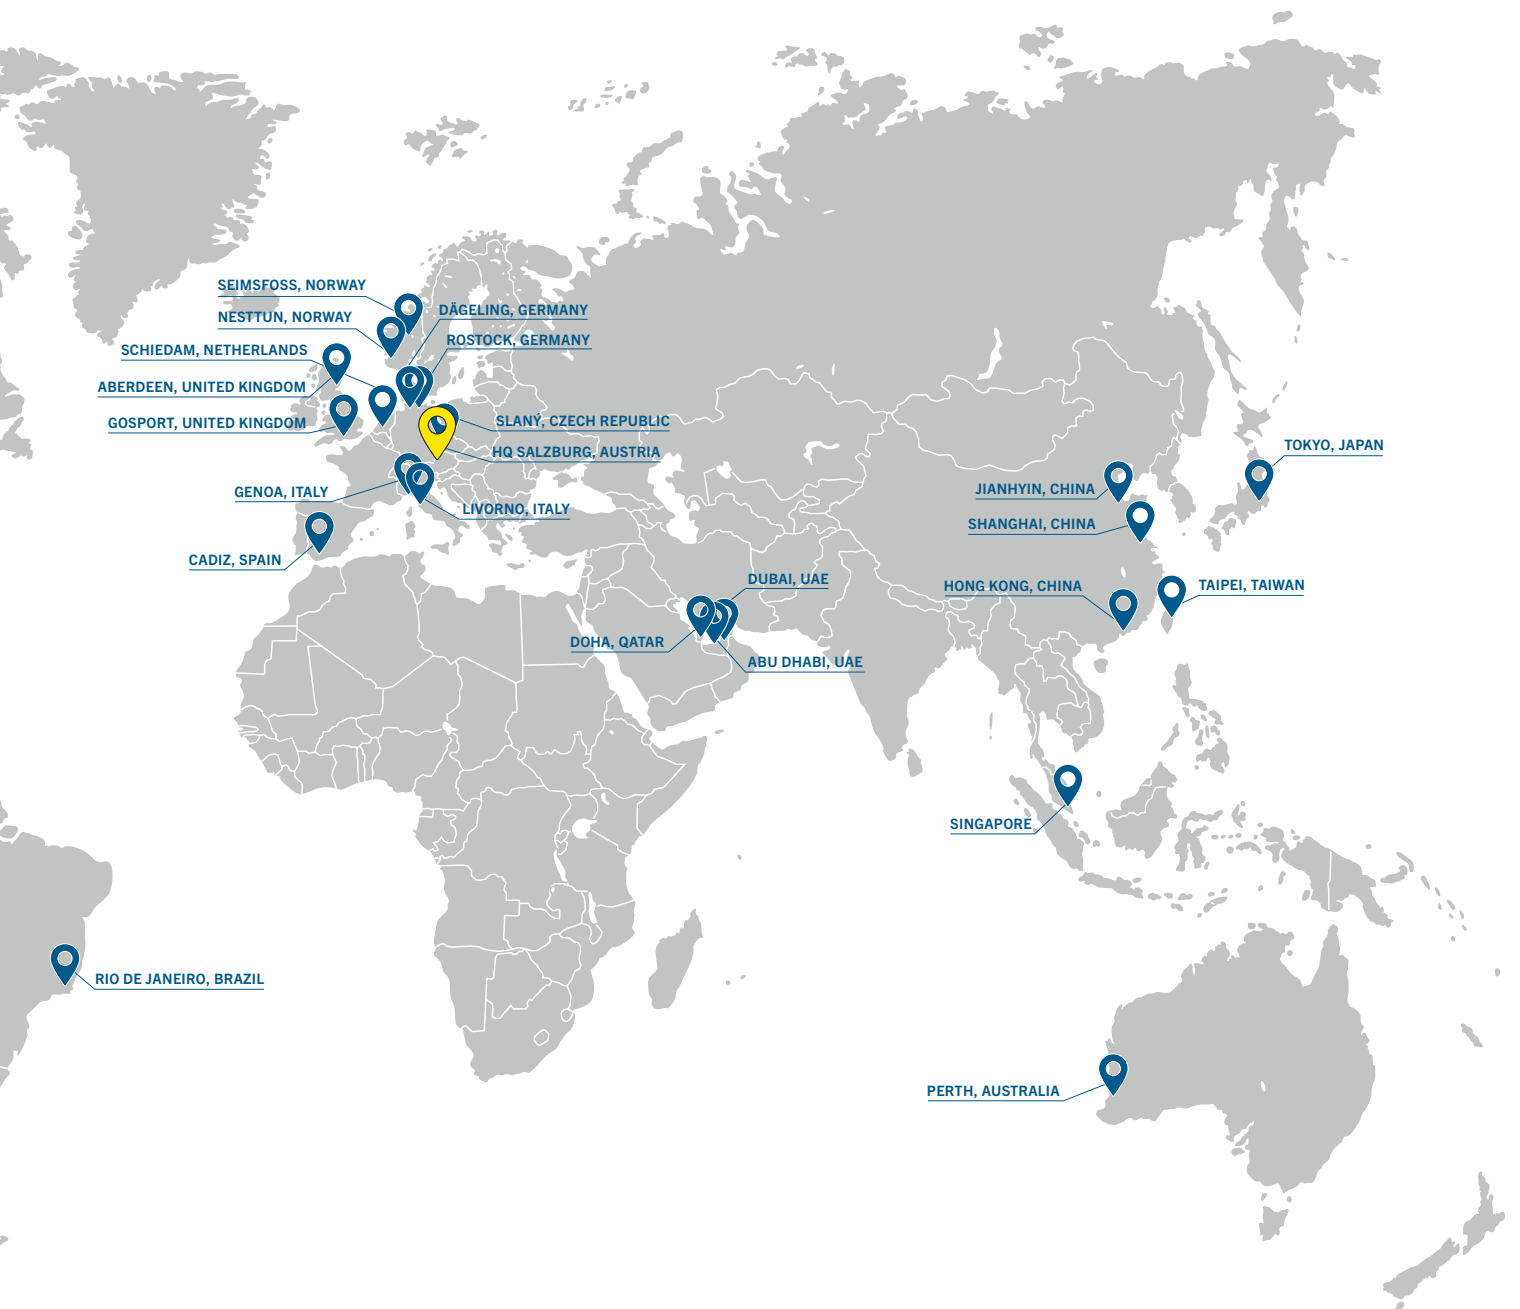 SEIMSFOSS, NORWAY
NESTTUN, NORWAY
DÄGELING, GERMANY
ROSTOCK, GERMANY
SCHIEDAM, NETHERLANDS
ABERDEEN, UNITED KINGDOM
GOSPORT, UNITED KINGDOM
SLANÝ, CZECH REPUBLIC
HQ SALZBURG, AUSTRIA
GENOA, ITALY
LIVORNO, ITALY
CADIZ, SPAIN
TOKYO, JAPAN
JIANHYIN, CHINA
SHANGHAI, CHINA
HONG KONG, CHINA
TAIPEI, TAIWAN
DUBAI, UAE
DOHA, QATAR
ABU DHABI, UAE
SINGAPORE
RIO DE JANEIRO, BRAZIL
PERTH, AUSTRALIA